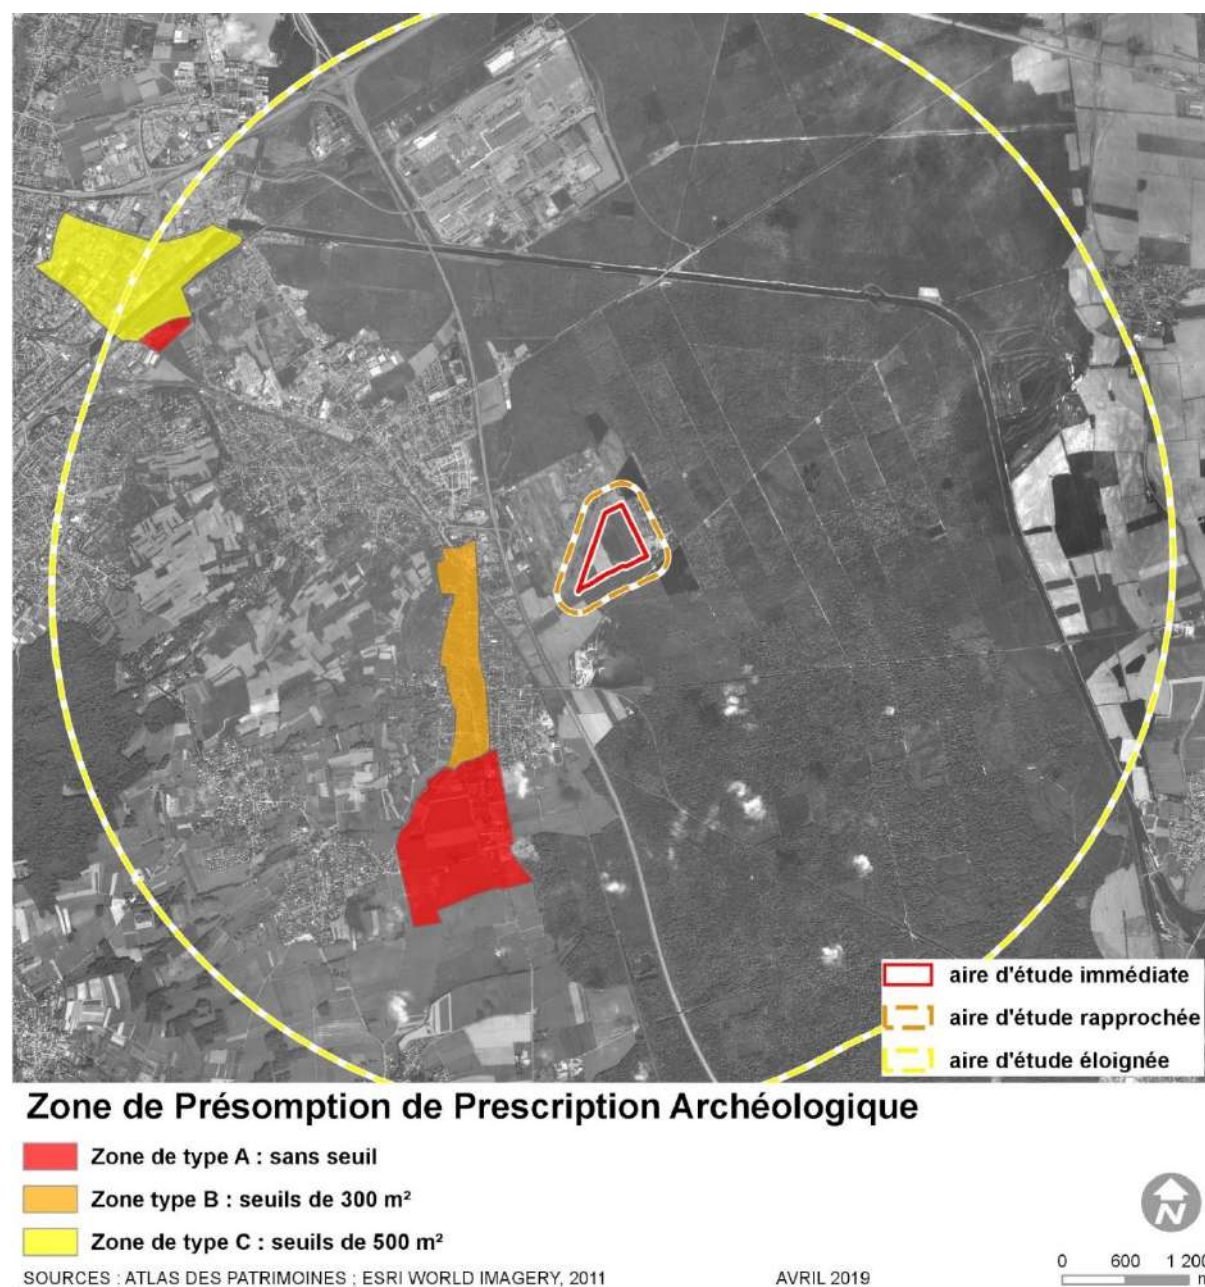 aire d'étude immédiate
aire d'étude rapprochée
aire d'étude éloignée
Zone de Présomption de Prescription Archéologique
Zone de type A : sans seuil
Zone type B : seuils de 300 m²
Zone de type C : seuils de 500 m²
N
0 600 1 200
m
SOURCES : ATLAS DES PATRIMOINES ; ESRI WORLD IMAGERY, 2011 AVRIL 2019